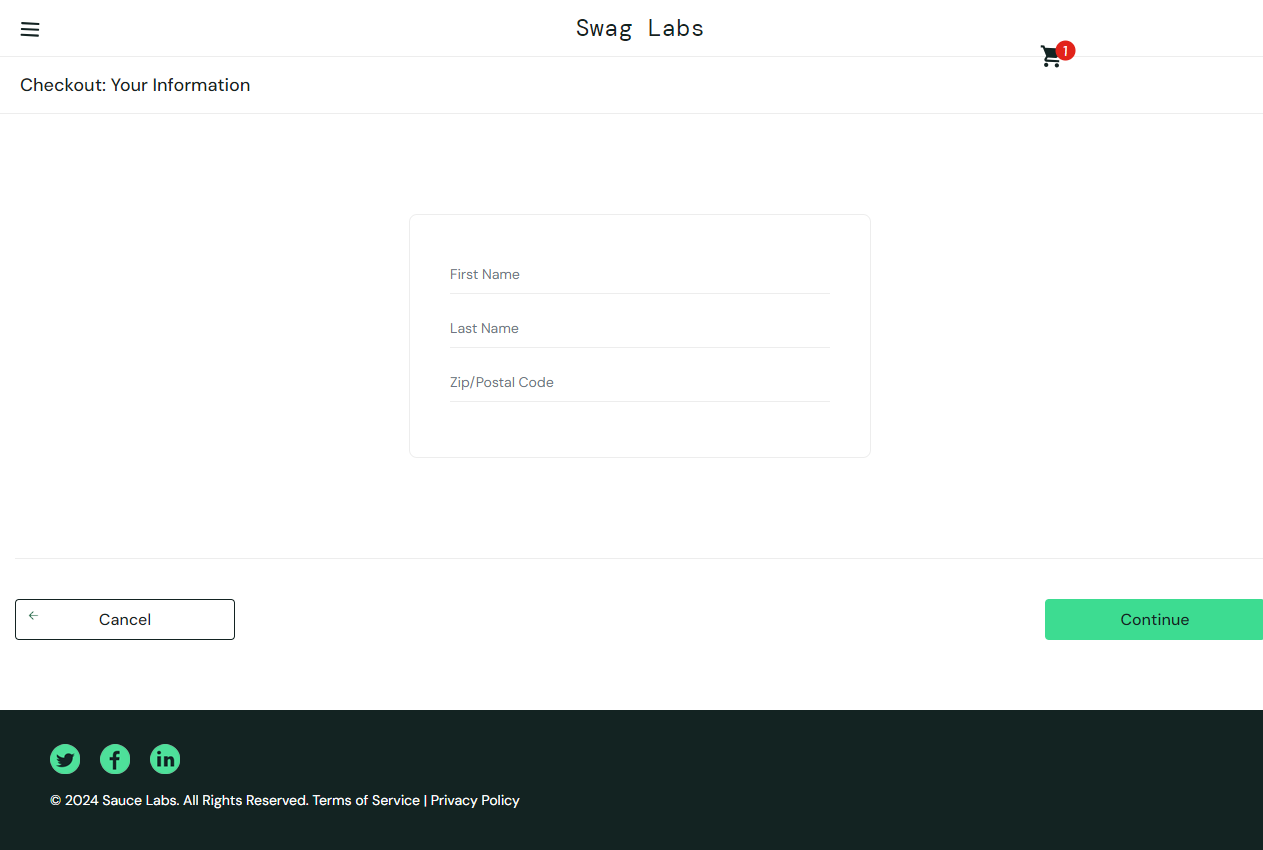 Swag Labs
1
Checkout: Your Information
First Name
Last Name
Zip/Postal Code
Cancel
Continue
© 2024 Sauce Labs. All Rights Reserved. Terms of Service | Privacy Policy